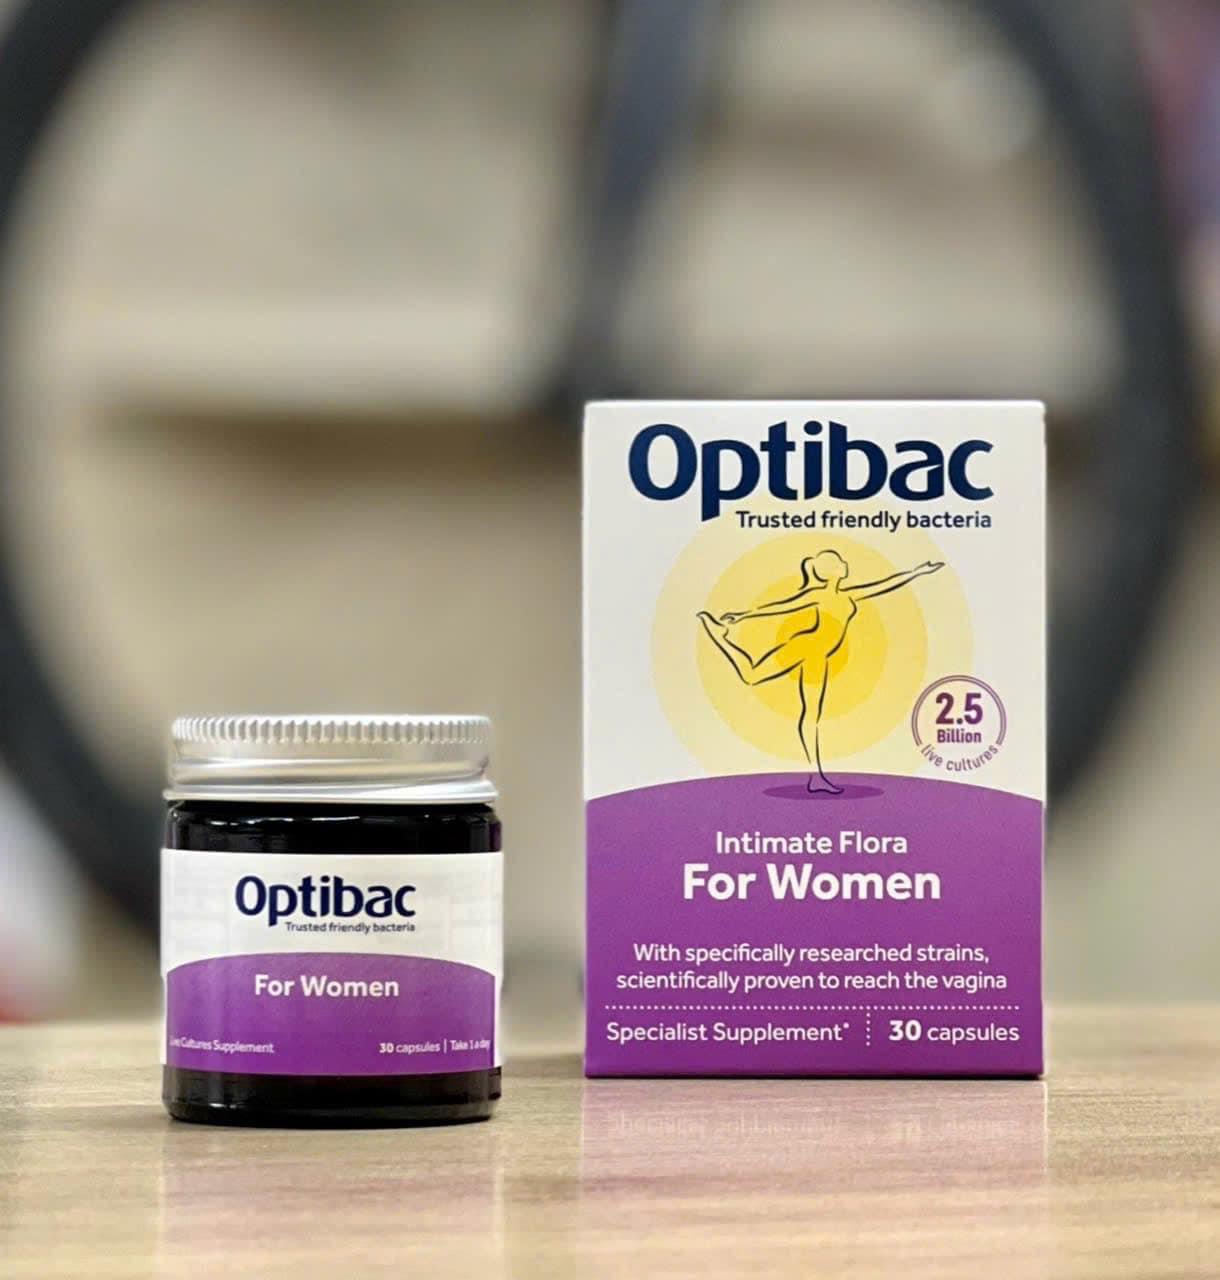 Optibac
Trusted friendly bacteria
2.5
Billion
live cultures
Intimate Flora
For Women
With specifically researched strains,
scientifically proven to reach the vagina
Specialist Supplement* 30 capsules
Optibac
Trusted friendly bacteria
For Women
Live Cultures Supplement 30 capsules | Take 1 a day